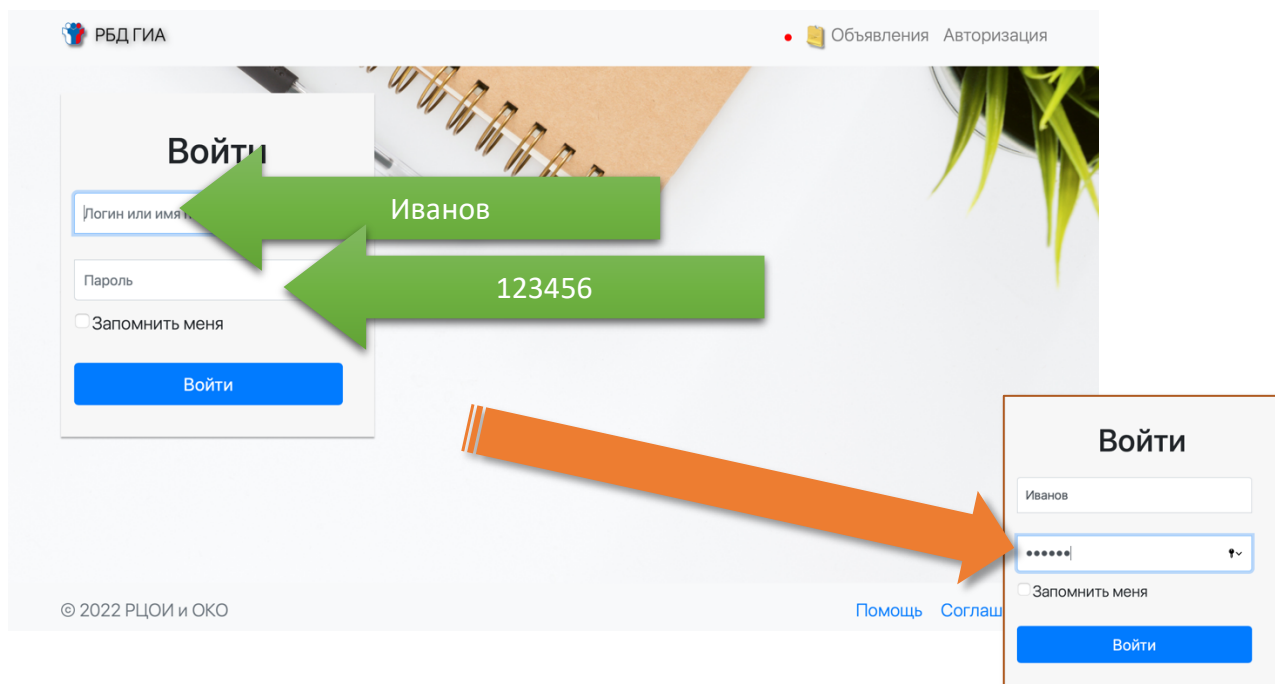 РБД ГИА
Объявления Авторизация
Войти
Логин или имя
Иванов
Пароль
123456
Запомнить меня
Войти
© 2022 РЦОИ и ОКО
Помощь
Войти
Иванов
••••••
Запомнить меня
Войти